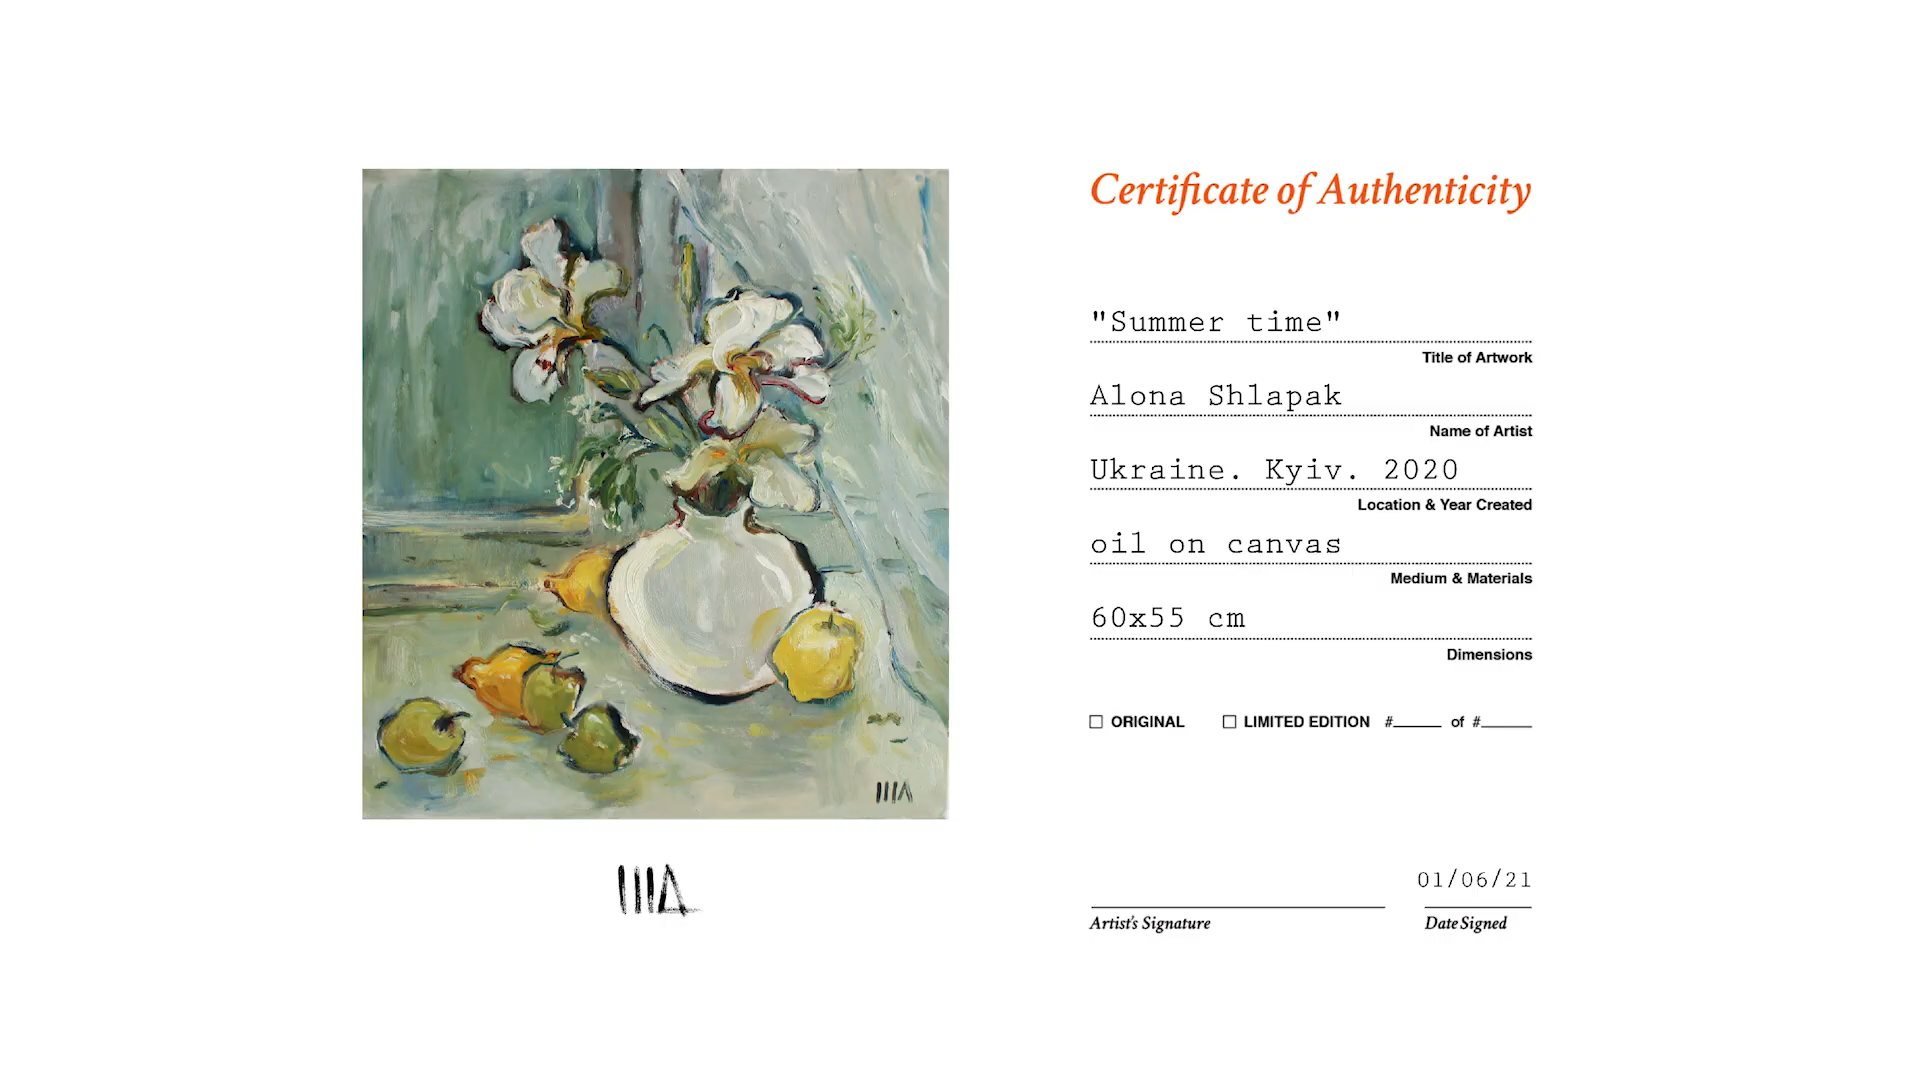 Certificate of Authenticity
"Summer time"
Title of Artwork
Alona Shlapak
Name of Artist
Ukraine. Kyiv. 2020
Location & Year Created
oil on canvas
Medium & Materials
60x55 cm
Dimensions
☐ ORIGINAL ☐ LIMITED EDITION #_____ of #_____
01/06/21
Artist's Signature Date Signed